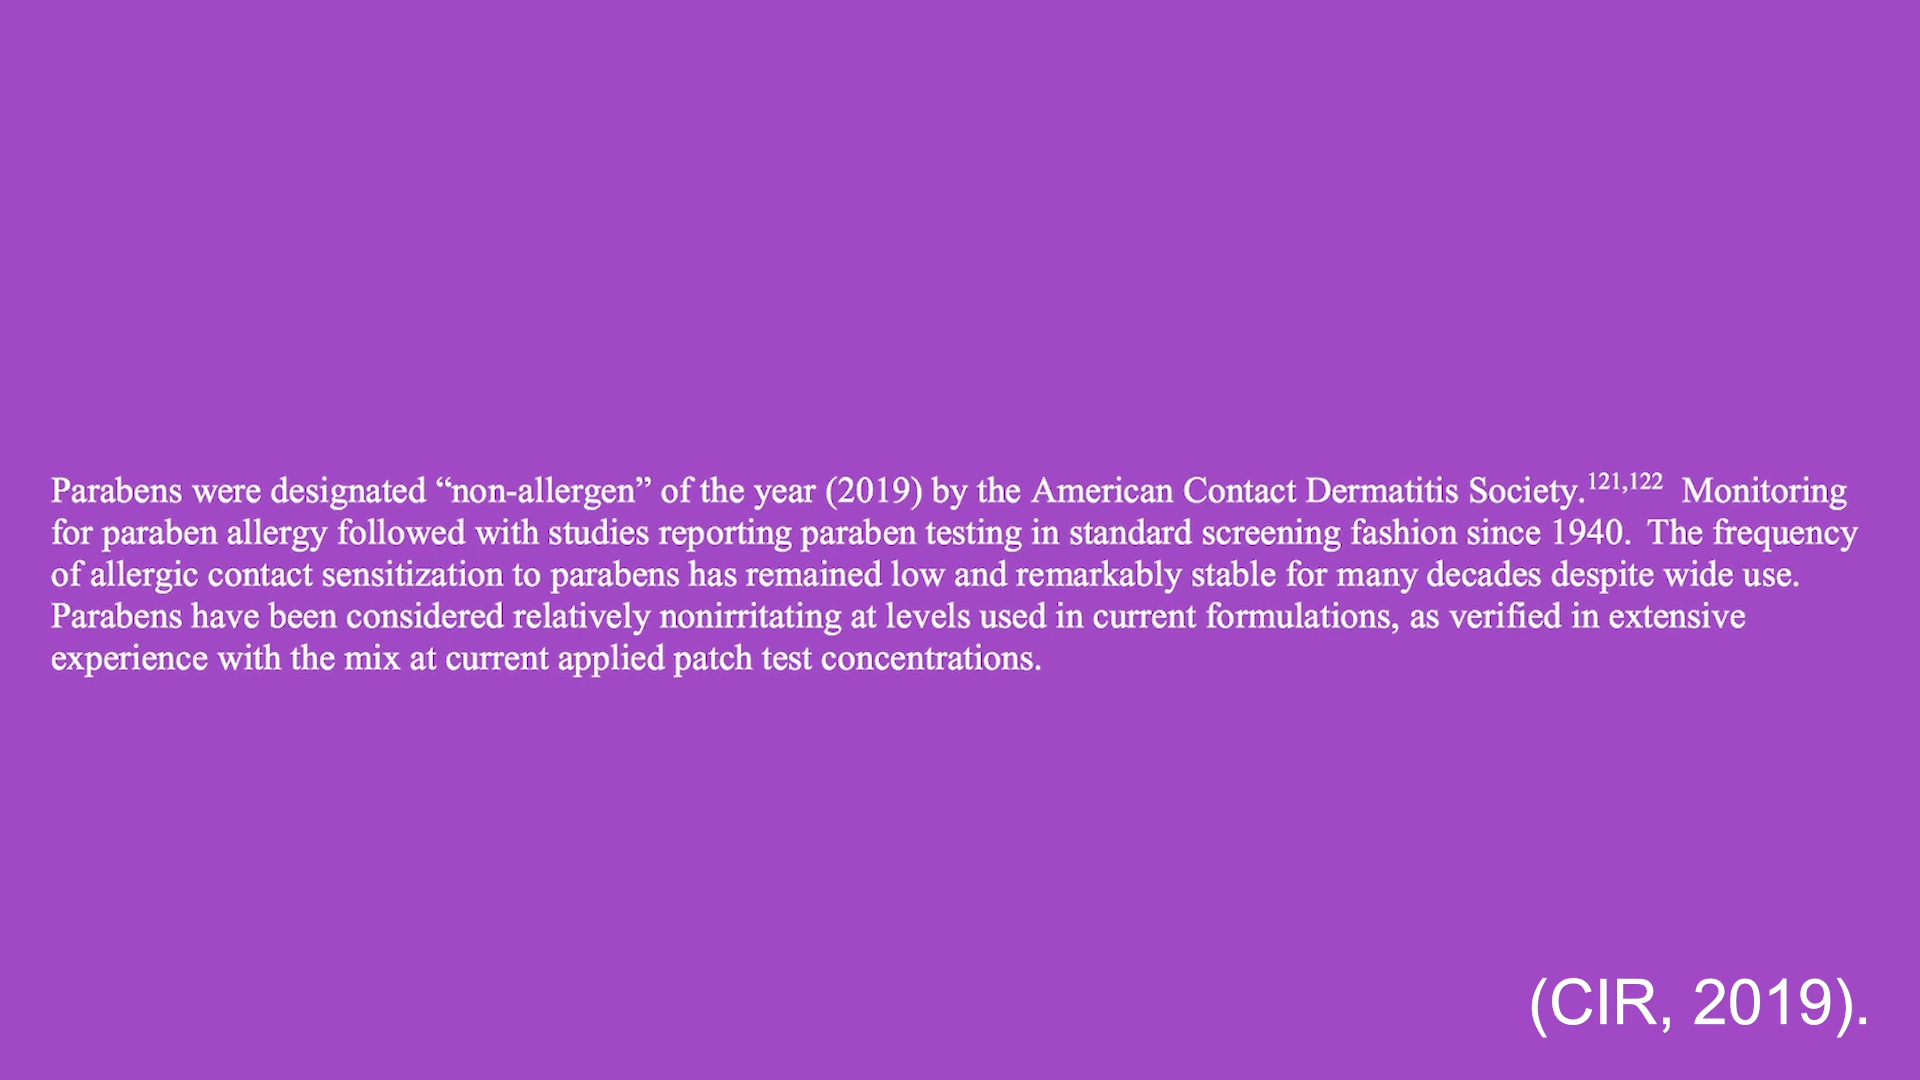 Parabens were designated “non-allergen” of the year (2019) by the American Contact Dermatitis Society.121,122 Monitoring
for paraben allergy followed with studies reporting paraben testing in standard screening fashion since 1940. The frequency
of allergic contact sensitization to parabens has remained low and remarkably stable for many decades despite wide use.
Parabens have been considered relatively nonirritating at levels used in current formulations, as verified in extensive
experience with the mix at current applied patch test concentrations.
(CIR, 2019).